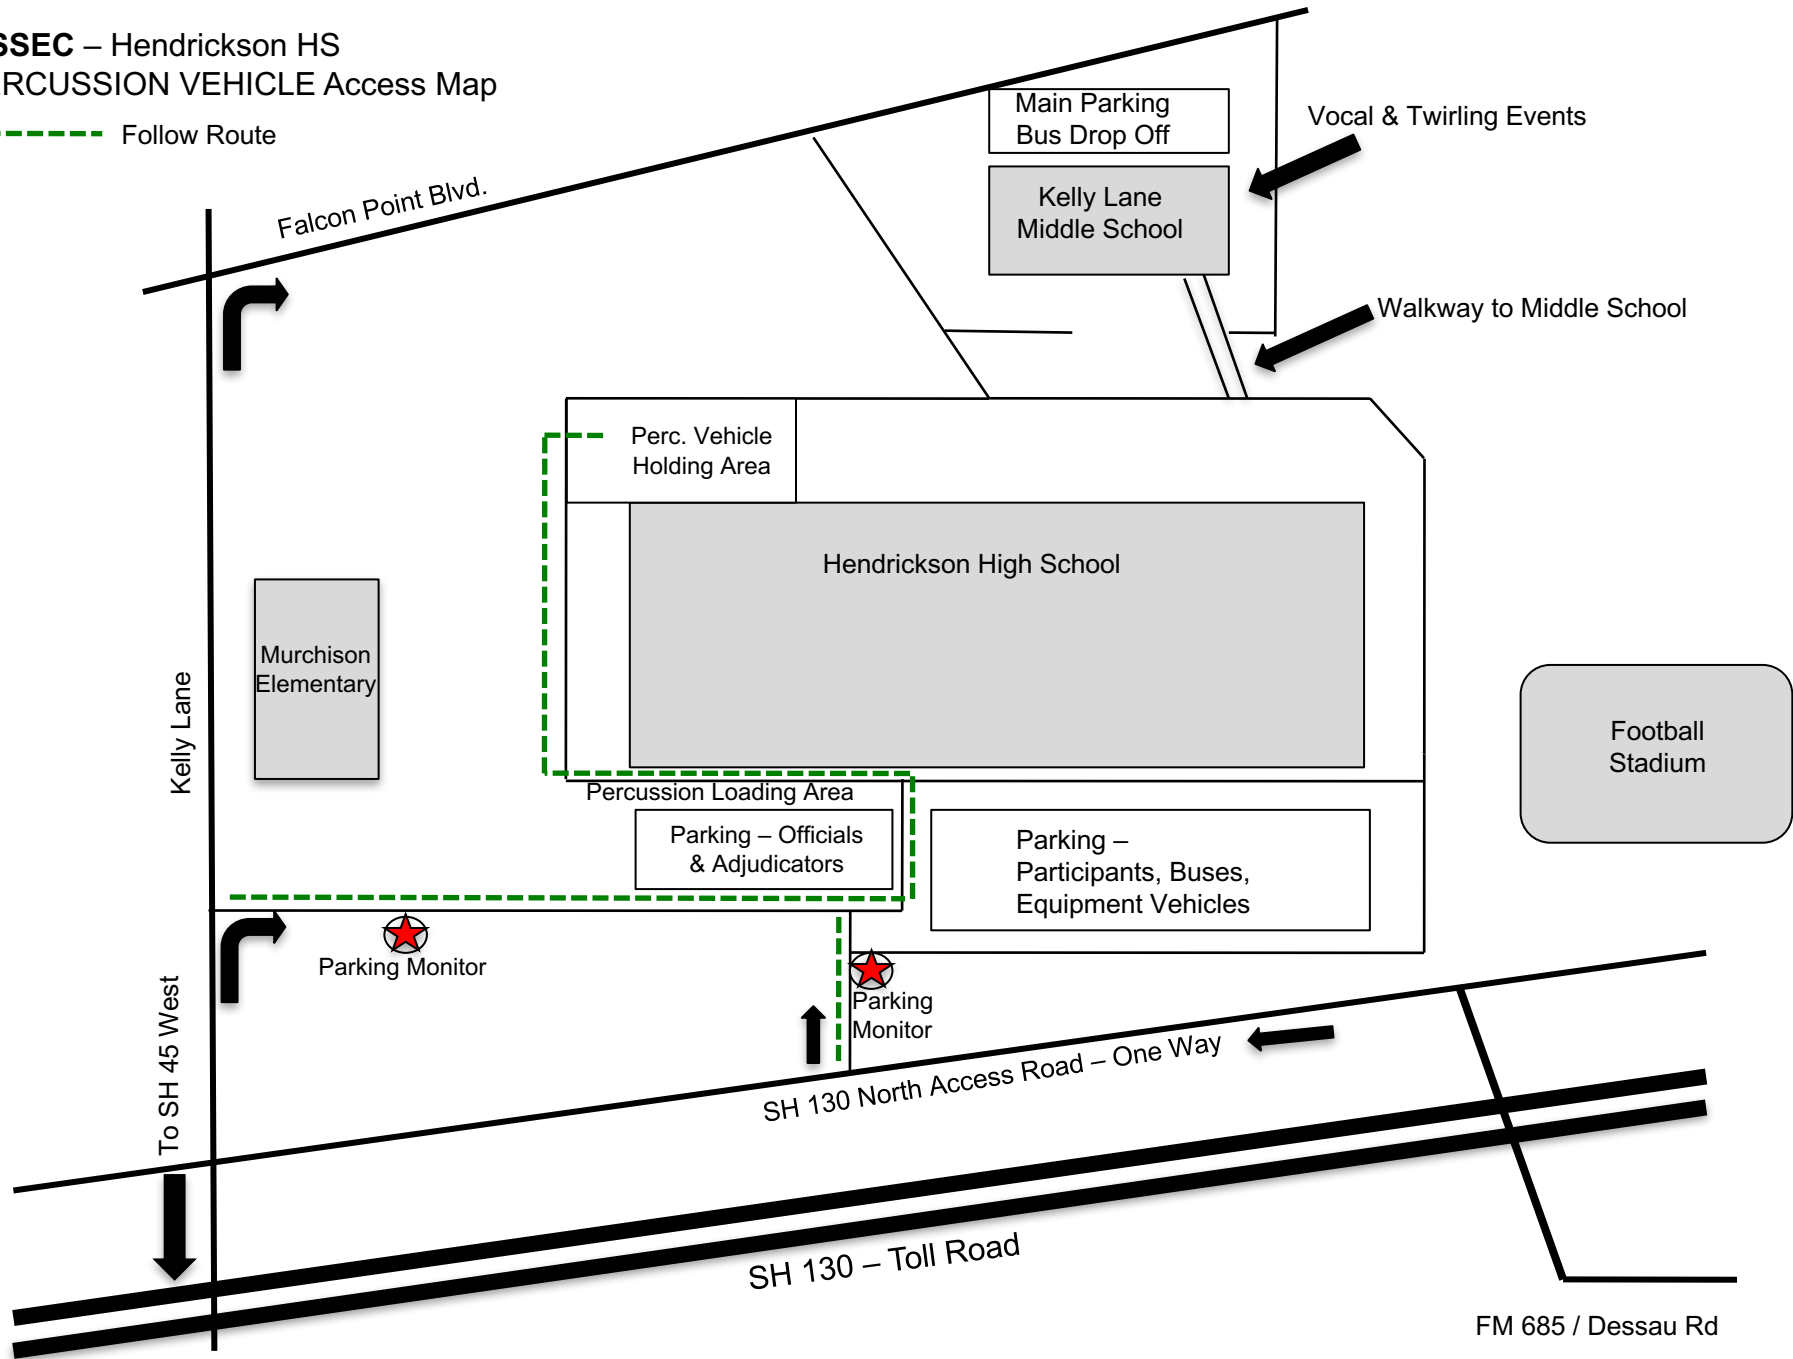 SSEC – Hendrickson HS
ERCUSSION VEHICLE Access Map
Follow Route
Main Parking
Bus Drop Off
Vocal & Twirling Events
Falcon Point Blvd.
Kelly Lane
Middle School
Walkway to Middle School
Perc. Vehicle
Holding Area
Hendrickson High School
Murchison
Elementary
Kelly Lane
Football
Stadium
Percussion Loading Area
Parking – Officials
& Adjudicators
Parking –
Participants, Buses,
Equipment Vehicles
Parking Monitor
Parking
Monitor
To SH 45 West
SH 130 North Access Road – One Way
SH 130 – Toll Road
FM 685 / Dessau Rd